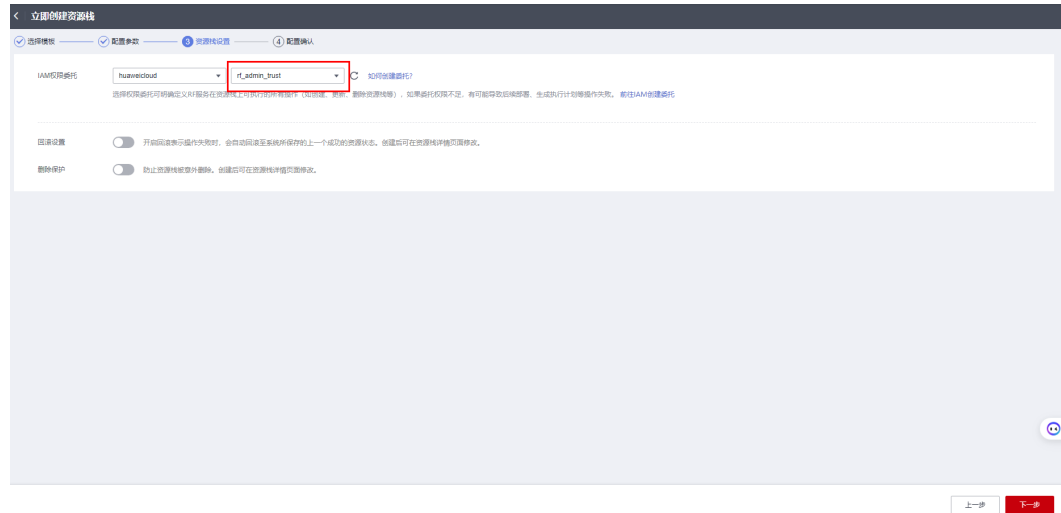 < 立即创建资源栈
选择模板 配置参数 3 资源栈设置 4 配置确认
IAM权限委托 huaweicloud rf_admin_trust 如何创建委托?
选择权限委托可明确定义RF服务在资源栈上可执行的所有操作（如创建、更新、删除资源栈等），如果委托权限不足，有可能导致后续部署、生成执行计划等操作失败。 前往IAM创建委托
回滚设置 开启回滚表示操作失败时，会自动回滚至系统所保存的上一个成功的资源状态。创建后可在资源栈详情页面修改。
删除保护 防止资源栈被意外删除。创建后可在资源栈详情页面修改。
上一步 下一步